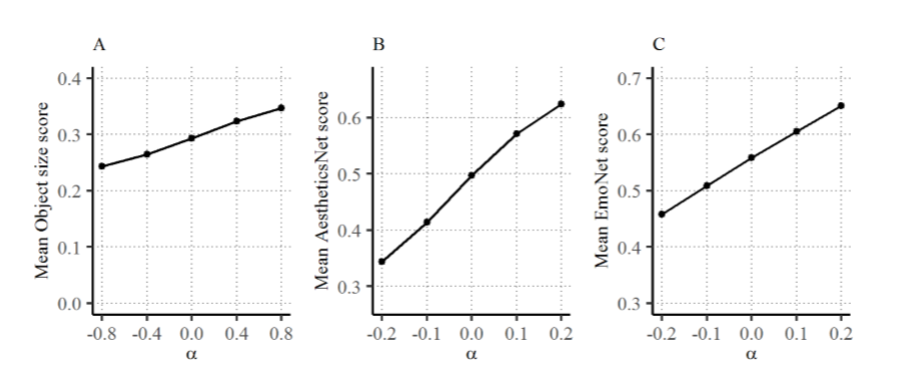 A
Mean Object size score
0.4
0.3
0.2
0.1
0.0
-0.8 -0.4 0.0 0.4 0.8
α
B
Mean AestheticsNet score
0.6
0.5
0.4
0.3
-0.2 -0.1 0.0 0.1 0.2
α
C
Mean EmoNet score
0.7
0.6
0.5
0.4
0.3
-0.2 -0.1 0.0 0.1 0.2
α